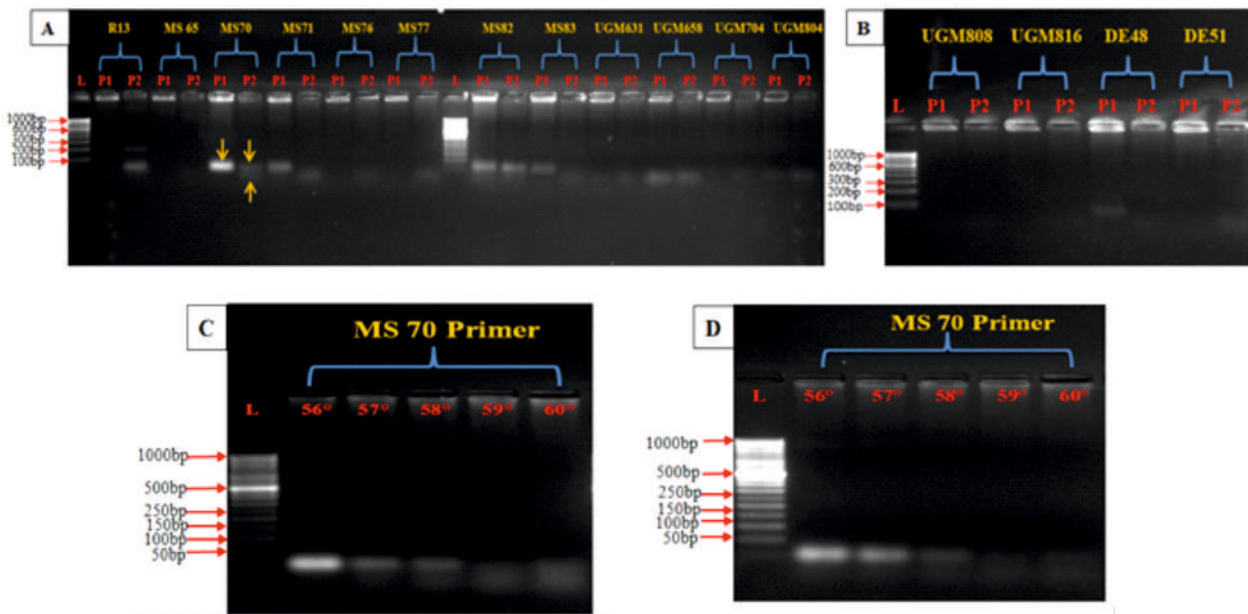 A
R13 MS 65 MS70 MS71 MS76 MS77 MS82 MS83 UGM631 UGM658 UGM704 UGM804
L P1 P2 P1 P2 P1 P2 P1 P2 P1 P2 P1 P2 L P1 P2 P1 P2 P1 P2 P1 P2 P1 P2 P1 P2
1000bp
300bp
200bp
100bp
B
UGM808 UGM816 DE48 DE51
L P1 P2 P1 P2 P1 P2 P1 P2
1000bp
600bp
300bp
200bp
100bp
C
MS 70 Primer
L 56° 57° 58° 59° 60°
1000bp
500bp
250bp
150bp
100bp
50bp
D
MS 70 Primer
L 56° 57° 58° 59° 60°
1000bp
500bp
250bp
150bp
100bp
50bp